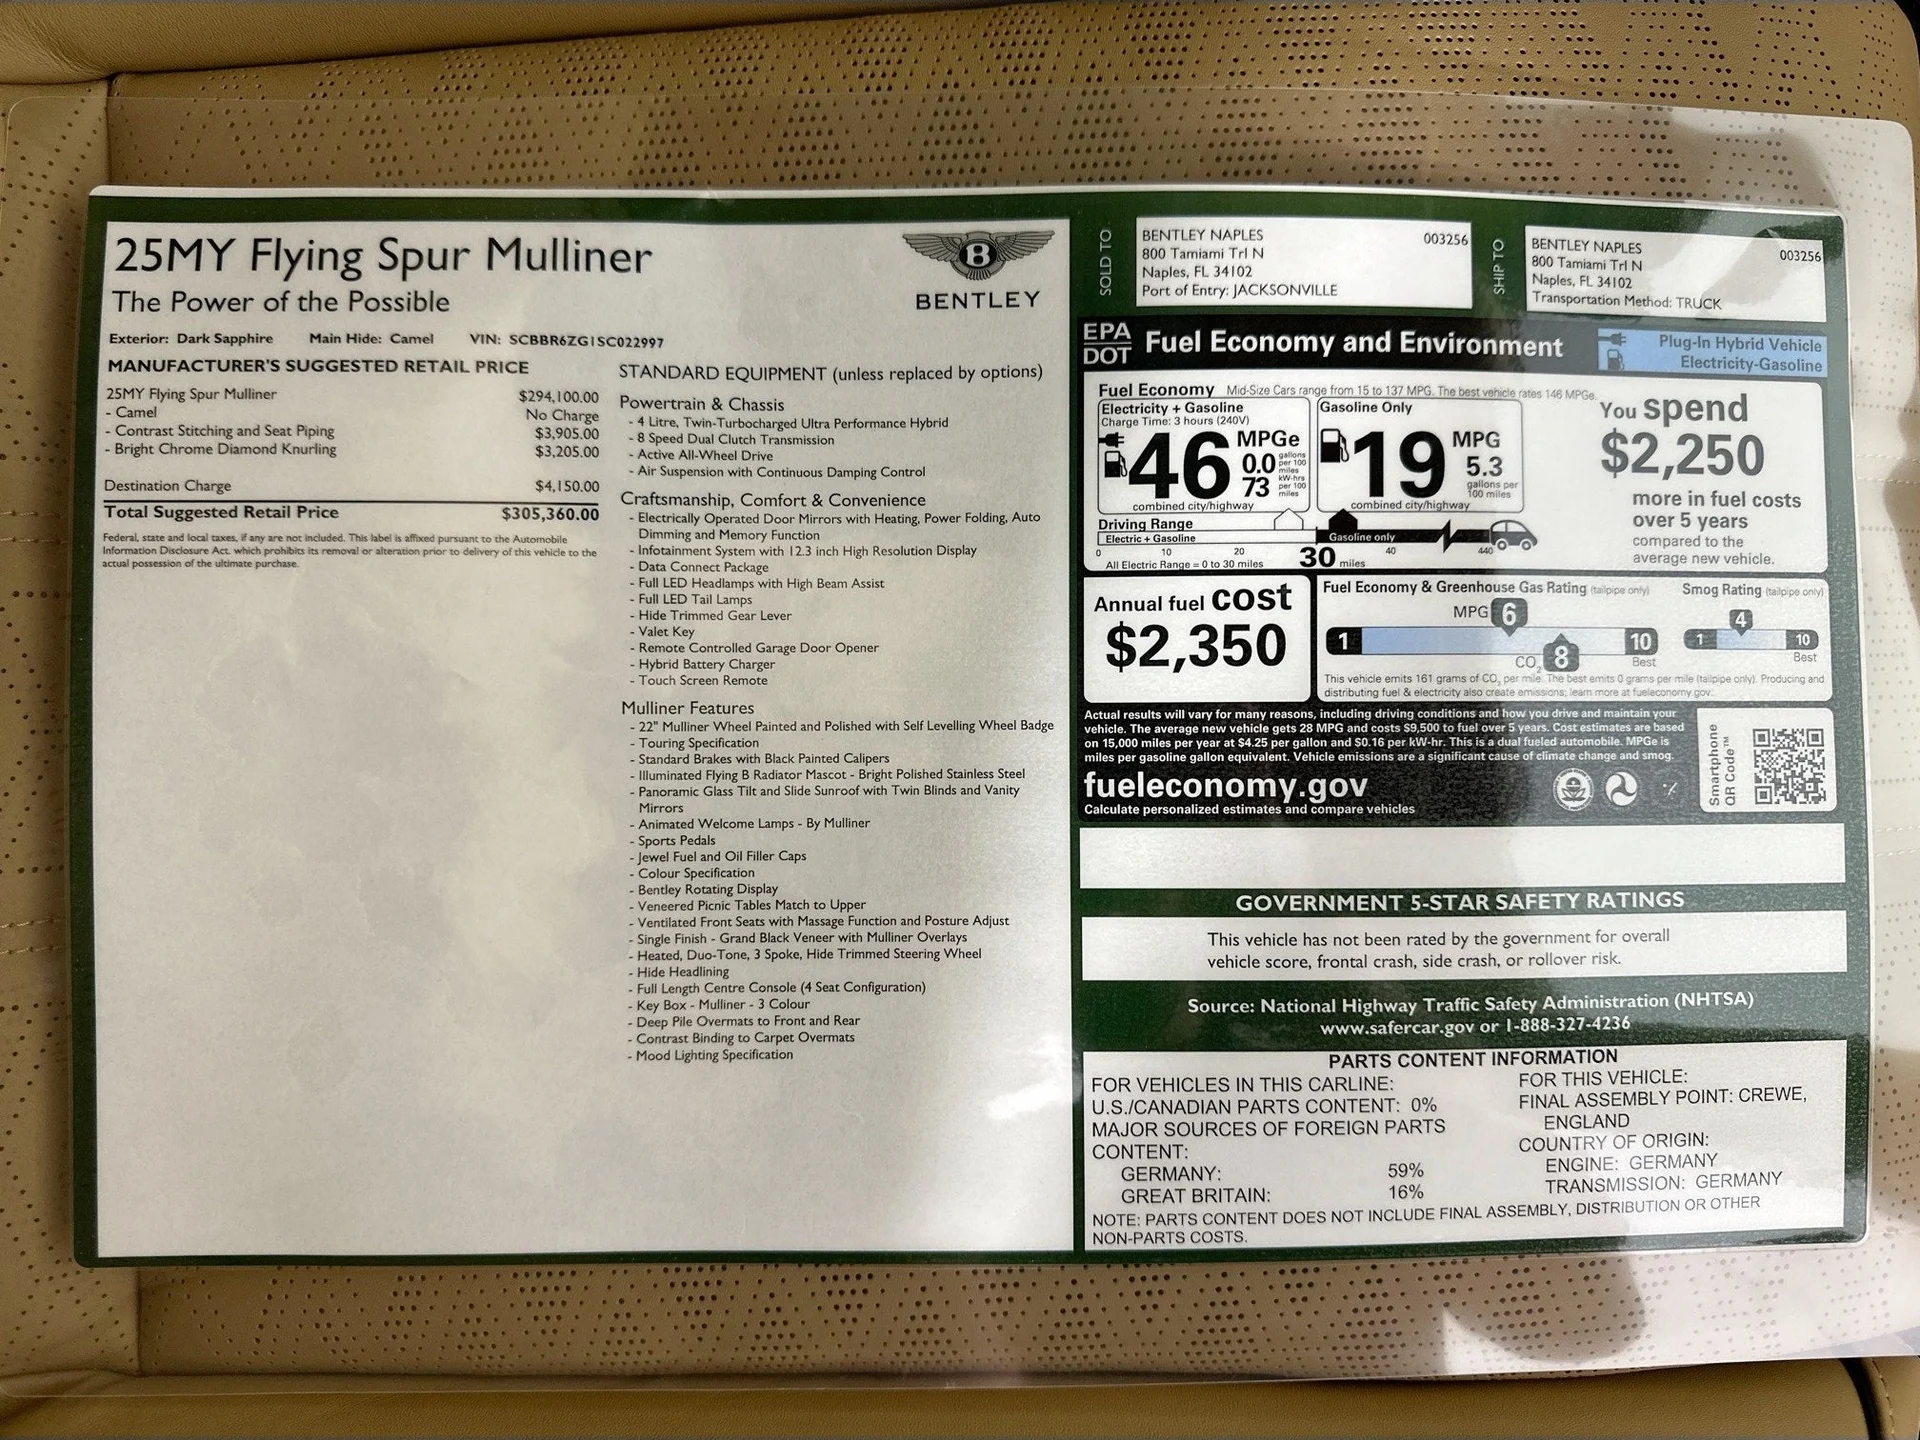 25MY Flying Spur Mulliner
The Power of the Possible
BENTLEY
Exterior: Dark Sapphire Main Hide: Camel VIN: SCBBR6ZG1SC022997
MANUFACTURER'S SUGGESTED RETAIL PRICE
25MY Flying Spur Mulliner $294,100.00
- Camel No Charge
- Contrast Stitching and Seat Piping $3,905.00
- Bright Chrome Diamond Knurling $3,205.00
Destination Charge $4,150.00
Total Suggested Retail Price $305,360.00
Federal, state and local taxes, if any are not included. This label is affixed pursuant to the Automobile
Information Disclosure Act, which prohibits its removal or alteration prior to delivery of this vehicle to the
actual possession of the ultimate purchase.
STANDARD EQUIPMENT (unless replaced by options)
Powertrain & Chassis
- 4 Litre, Twin-Turbocharged Ultra Performance Hybrid
- 8 Speed Dual Clutch Transmission
- Active All-Wheel Drive
- Air Suspension with Continuous Damping Control
Craftsmanship, Comfort & Convenience
- Electrically Operated Door Mirrors with Heating, Power Folding, Auto
Dimming and Memory Function
- Infotainment System with 12.3 inch High Resolution Display
- Data Connect Package
- Full LED Headlamps with High Beam Assist
- Full LED Tail Lamps
- Hide Trimmed Gear Lever
- Valet Key
- Remote Controlled Garage Door Opener
- Hybrid Battery Charger
- Touch Screen Remote
Mulliner Features
- 22" Mulliner Wheel Painted and Polished with Self Levelling Wheel Badge
- Touring Specification
- Standard Brakes with Black Painted Calipers
- Illuminated Flying B Radiator Mascot - Bright Polished Stainless Steel
- Panoramic Glass Tilt and Slide Sunroof with Twin Blinds and Vanity
Mirrors
- Animated Welcome Lamps - By Mulliner
- Sports Pedals
- Jewel Fuel and Oil Filler Caps
- Colour Specification
- Bentley Rotating Display
- Veneered Picnic Tables Match to Upper
- Ventilated Front Seats with Massage Function and Posture Adjust
- Single Finish - Grand Black Veneer with Mulliner Overlays
- Heated, Duo-Tone, 3 Spoke, Hide Trimmed Steering Wheel
- Hide Headlining
- Full Length Centre Console (4 Seat Configuration)
- Key Box - Mulliner - 3 Colour
- Deep Pile Overmats to Front and Rear
- Contrast Binding to Carpet Overmats
- Mood Lighting Specification
SOLD TO
BENTLEY NAPLES 003256
800 Tamiami Trl N
Naples, FL 34102
Port of Entry: JACKSONVILLE
SHIP TO
BENTLEY NAPLES 003256
800 Tamiami Trl N
Naples, FL 34102
Transportation Method: TRUCK
EPA
DOT
Fuel Economy and Environment
Plug-In Hybrid Vehicle
Electricity-Gasoline
Fuel Economy Mid-Size Cars range from 15 to 137 MPG. The best vehicle rates 146 MPGe.
Electricity + Gasoline
Charge Time: 3 hours (240V)
46 MPGe
0.0 gallons per 100 miles
73 kW-hrs per 100 miles
combined city/highway
Gasoline Only
19 MPG
5.3
gallons per
100 miles
combined city/highway
You spend
$2,250
more in fuel costs
over 5 years
compared to the
average new vehicle.
Driving Range
Electric + Gasoline Gasoline only
0 10 20 30 miles 40 440
All Electric Range = 0 to 30 miles
Annual fuel cost
$2,350
Fuel Economy & Greenhouse Gas Rating (tailpipe only)
MPG 6
1 10
CO2 8 Best
Smog Rating (tailpipe only)
4
1 10
Best
This vehicle emits 161 grams of CO2 per mile. The best emits 0 grams per mile (tailpipe only). Producing and
distributing fuel & electricity also create emissions; learn more at fueleconomy.gov.
Actual results will vary for many reasons, including driving conditions and how you drive and maintain your
vehicle. The average new vehicle gets 28 MPG and costs $9,500 to fuel over 5 years. Cost estimates are based
on 15,000 miles per year at $4.25 per gallon and $0.16 per kW-hr. This is a dual fueled automobile. MPGe is
miles per gasoline gallon equivalent. Vehicle emissions are a significant cause of climate change and smog.
fueleconomy.gov
Calculate personalized estimates and compare vehicles
Smartphone
QR Code™
GOVERNMENT 5-STAR SAFETY RATINGS
This vehicle has not been rated by the government for overall
vehicle score, frontal crash, side crash, or rollover risk.
Source: National Highway Traffic Safety Administration (NHTSA)
www.safercar.gov or 1-888-327-4236
PARTS CONTENT INFORMATION
FOR VEHICLES IN THIS CARLINE:
U.S./CANADIAN PARTS CONTENT: 0%
MAJOR SOURCES OF FOREIGN PARTS
CONTENT:
GERMANY: 59%
GREAT BRITAIN: 16%
FOR THIS VEHICLE:
FINAL ASSEMBLY POINT: CREWE,
ENGLAND
COUNTRY OF ORIGIN:
ENGINE: GERMANY
TRANSMISSION: GERMANY
NOTE: PARTS CONTENT DOES NOT INCLUDE FINAL ASSEMBLY, DISTRIBUTION OR OTHER
NON-PARTS COSTS.